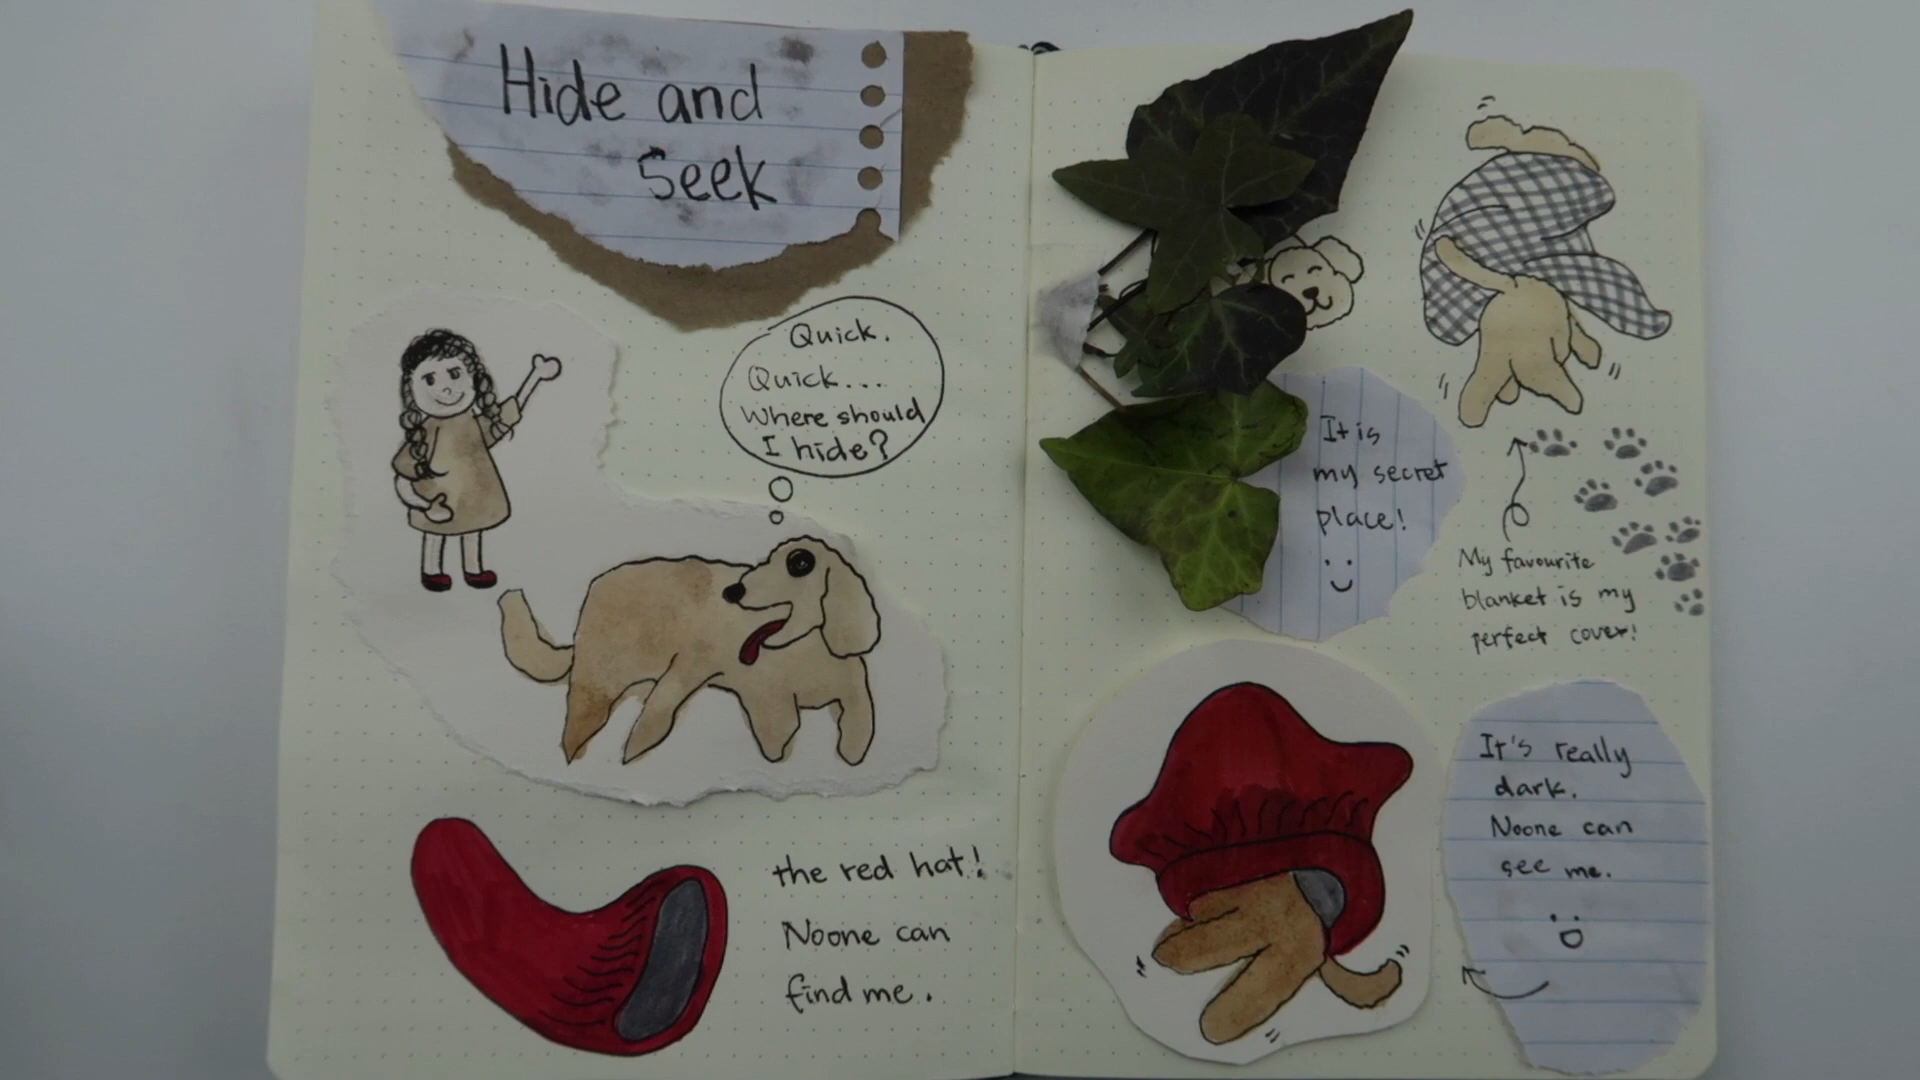 Hide and
Seek
Quick.
Quick...
Where should
I hide?
the red hat!
Noone can
find me.
It is
my secret
place!
My favourite
blanket is my
perfect cover!
It's really
dark.
Noone can
see me.